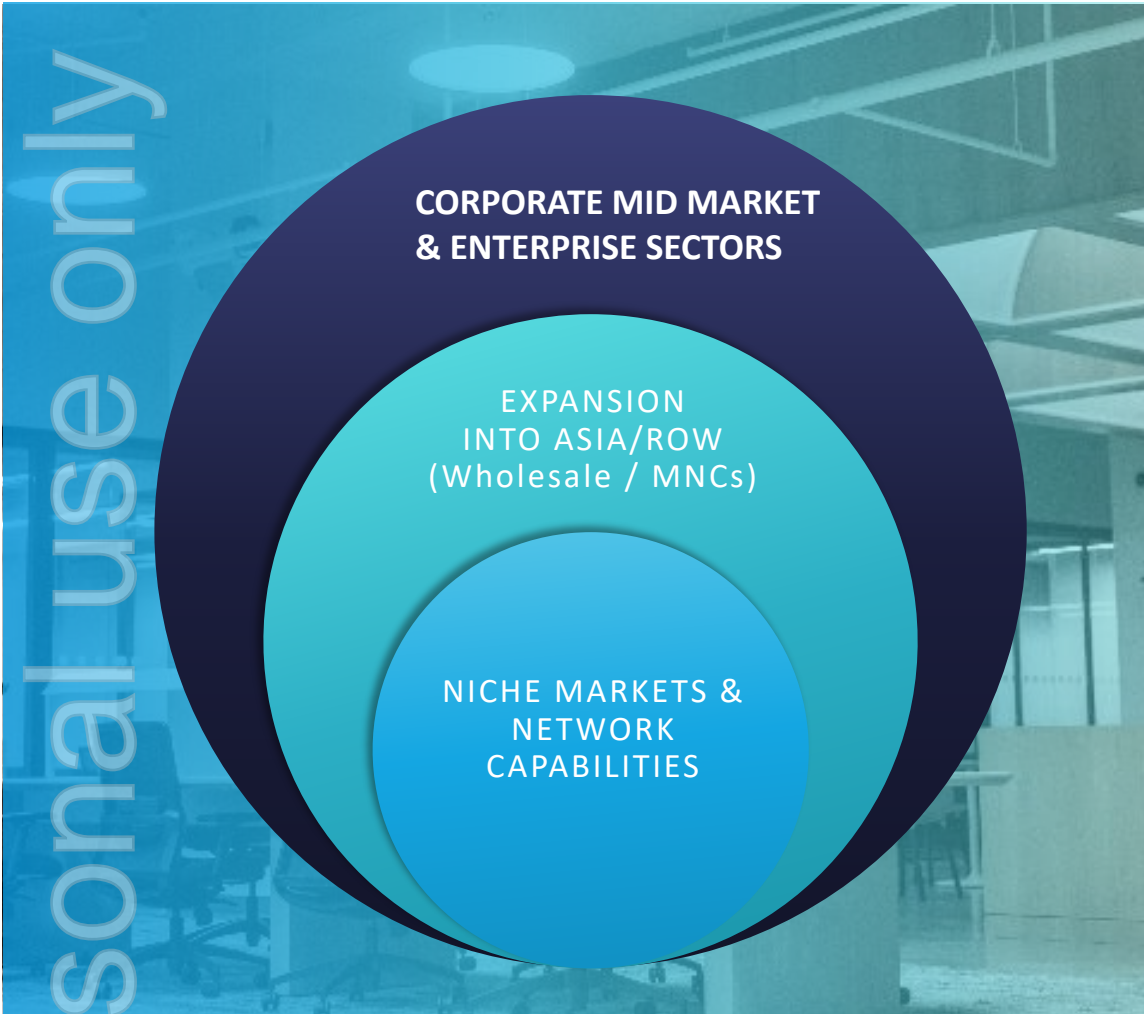 sonal use only
CORPORATE MID MARKET
& ENTERPRISE SECTORS
EXPANSION
INTO ASIA/ROW
(Wholesale / MNCs)
NICHE MARKETS &
NETWORK
CAPABILITIES